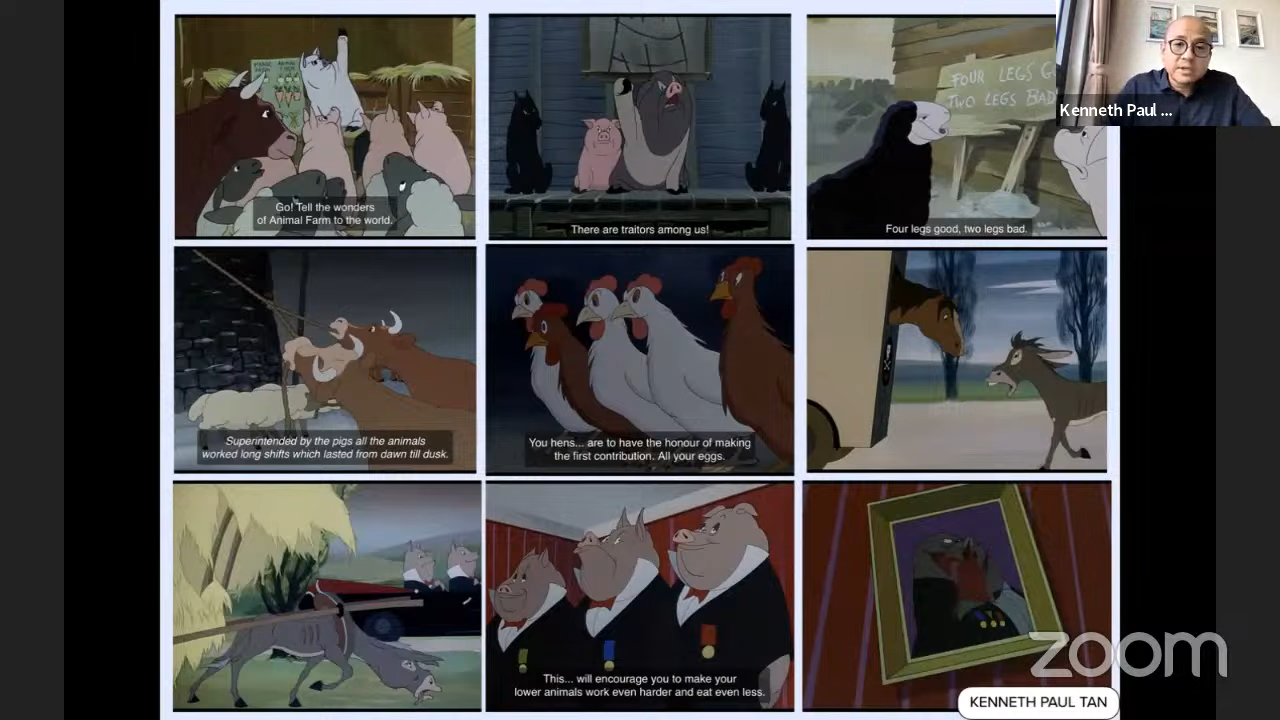 Go! Tell the wonders
of Animal Farm to the world.
There are traitors among us!
FOUR LEGS G
TWO LEGS BAD
Four legs good, two legs bad.
Kenneth Paul ...
Superintended by the pigs all the animals
worked long shifts which lasted from dawn till dusk.
You hens... are to have the honour of making
the first contribution. All your eggs.
This... will encourage you to make your
lower animals work even harder and eat even less.
zoom
KENNETH PAUL TAN